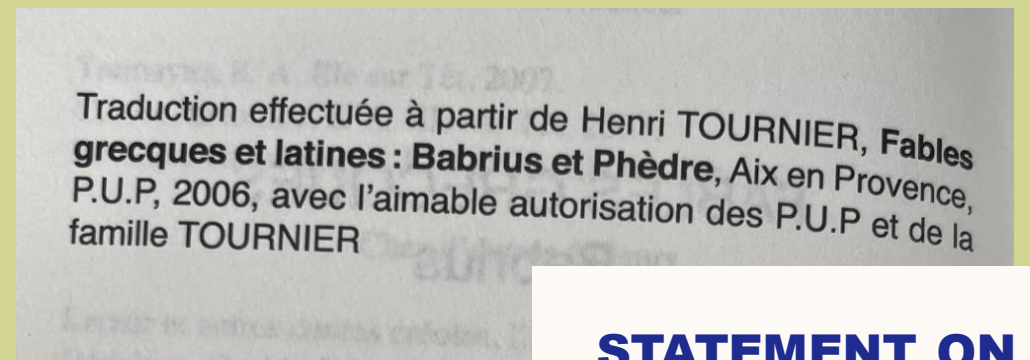 Traduction effectuée à partir de Henri TOURNIER, Fables
grecques et latines : Babrius et Phèdre, Aix en Provence,
P.U.P, 2006, avec l'aimable autorisation des P.U.P et de la
famille TOURNIER
STATEMENT ON